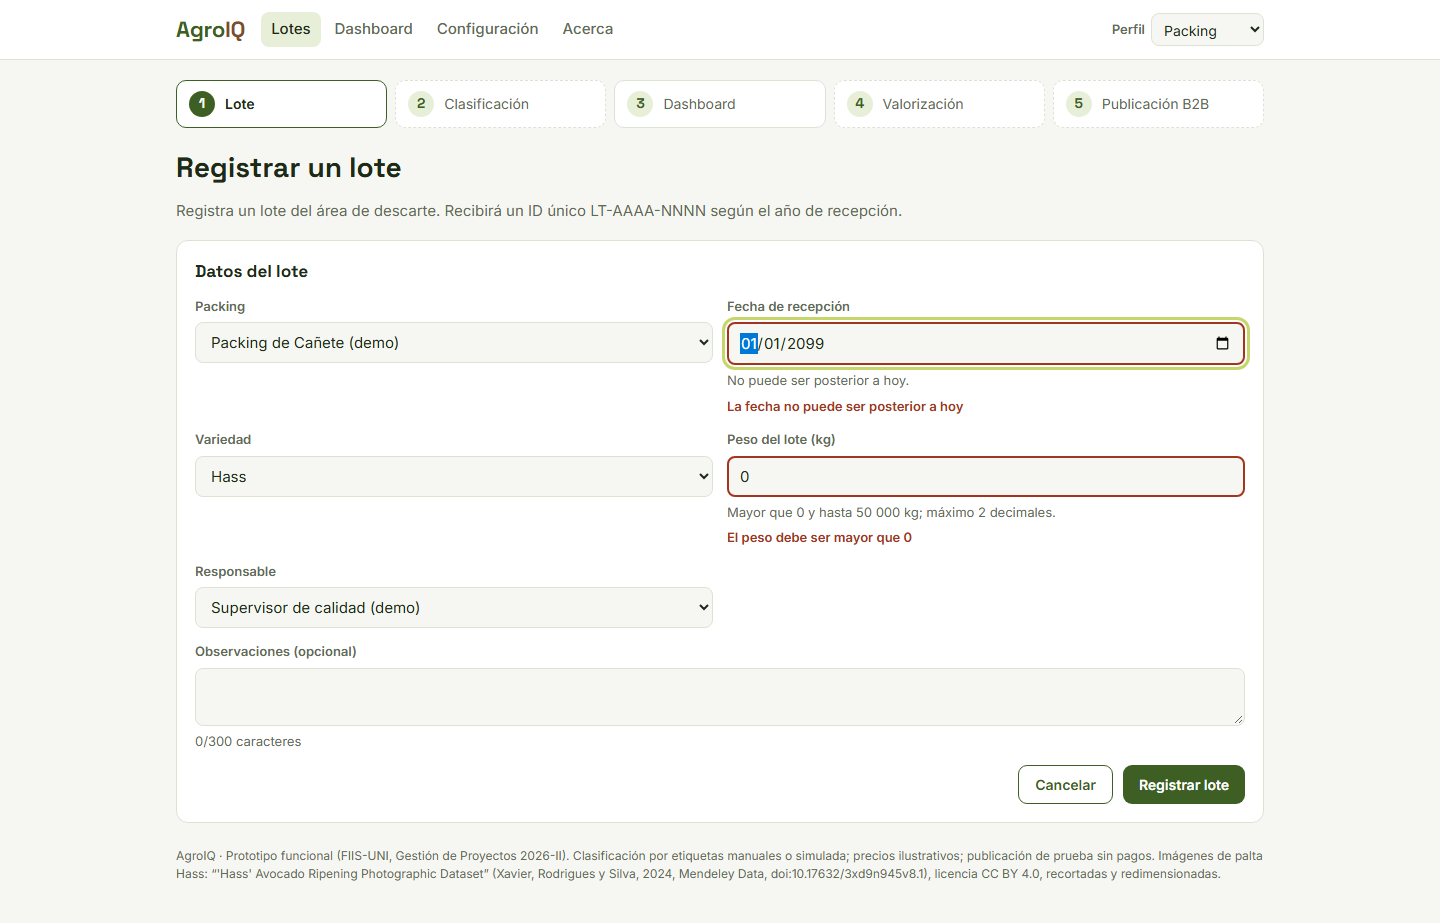 AgroIQ Lotes Dashboard Configuración Acerca Perfil Packing
1 Lote 2 Clasificación 3 Dashboard 4 Valorización 5 Publicación B2B
Registrar un lote
Registra un lote del área de descarte. Recibirá un ID único LT-AAAA-NNNN según el año de recepción.
Datos del lote
Packing
Packing de Cañete (demo)
Fecha de recepción
01/01/2099
No puede ser posterior a hoy.
La fecha no puede ser posterior a hoy
Variedad
Hass
Peso del lote (kg)
0
Mayor que 0 y hasta 50 000 kg; máximo 2 decimales.
El peso debe ser mayor que 0
Responsable
Supervisor de calidad (demo)
Observaciones (opcional)
0/300 caracteres
Cancelar Registrar lote
AgroIQ · Prototipo funcional (FIIS-UNI, Gestión de Proyectos 2026-II). Clasificación por etiquetas manuales o simulada; precios ilustrativos; publicación de prueba sin pagos. Imágenes de palta
Hass: “'Hass' Avocado Ripening Photographic Dataset” (Xavier, Rodrigues y Silva, 2024, Mendeley Data, doi:10.17632/3xd9n945v8.1), licencia CC BY 4.0, recortadas y redimensionadas.